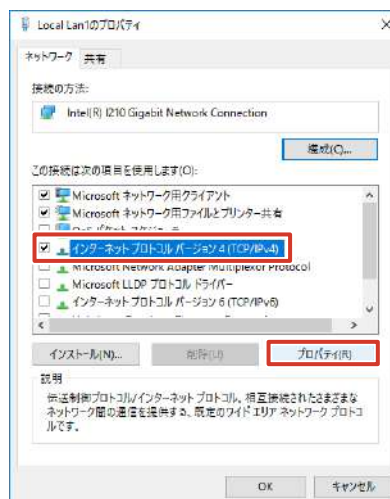 Local Lan1のプロパティ
ネットワーク 共有
接続の方法:
Intel(R) I210 Gigabit Network Connection
構成(C)...
この接続は次の項目を使用します(O):
Microsoft ネットワーク用クライアント
Microsoft ネットワーク用ファイルとプリンター共有
QoS パケット スケジューラ
インターネット プロトコル バージョン 4 (TCP/IPv4)
Microsoft Network Adapter Multiplexor Protocol
Microsoft LLDP プロトコル ドライバー
インターネット プロトコル バージョン 6 (TCP/IPv6)
インストール(N)... 削除(U) プロパティ(R)
説明
伝送制御プロトコル/インターネット プロトコル。相互接続されたさまざまな
ネットワーク間の通信を提供する、既定のワイド エリア ネットワーク プロトコ
ルです。
OK キャンセル